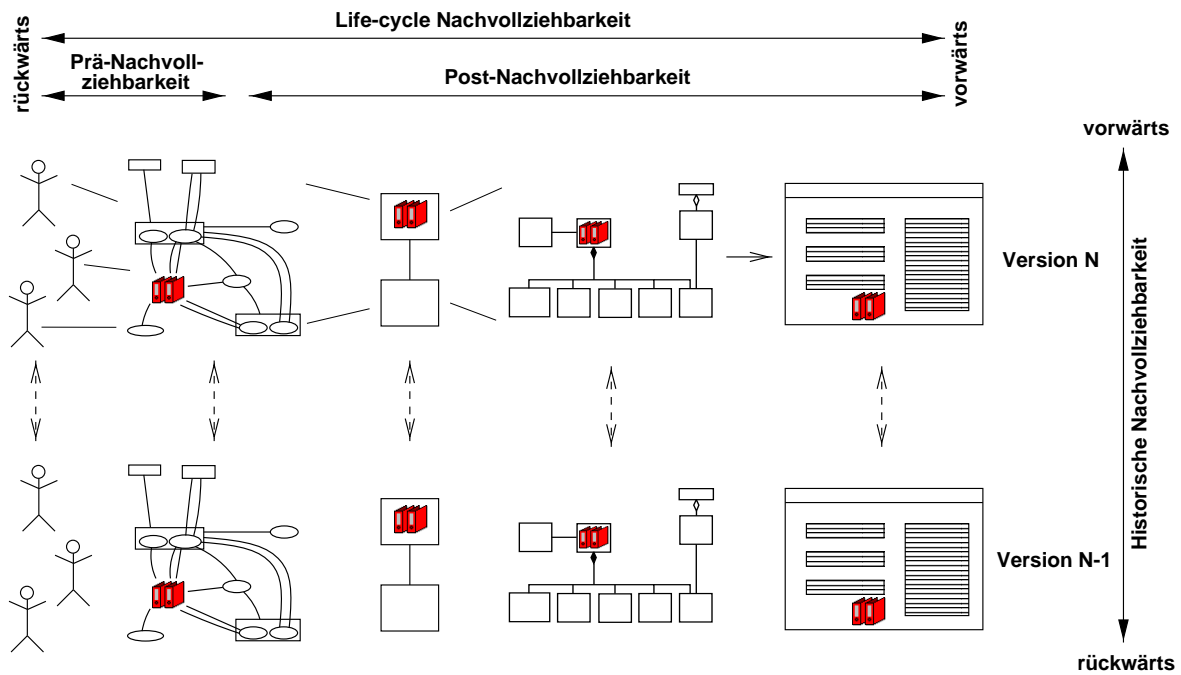 Life-cycle Nachvollziehbarkeit
rückwärts
Prä-Nachvoll-
ziehbarkeit
Post-Nachvollziehbarkeit
vorwärts
vorwärts
Version N
Historische Nachvollziehbarkeit
Version N-1
rückwärts